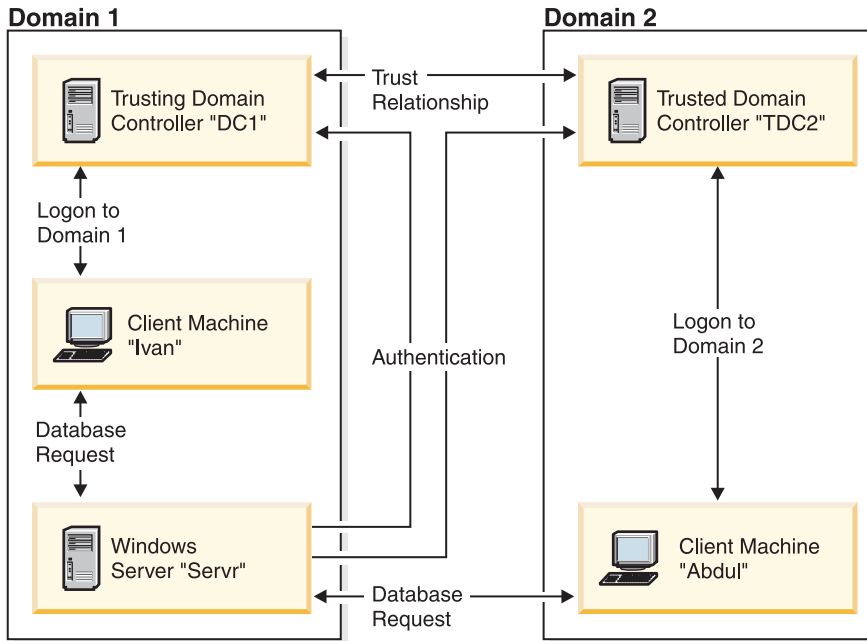 Domain 1
Domain 2
Trusting Domain
Controller "DC1"
Trust
Relationship
Trusted Domain
Controller "TDC2"
Logon to
Domain 1
Client Machine
"Ivan"
Authentication
Logon to
Domain 2
Database
Request
Windows
Server "Servr"
Client Machine
"Abdul"
Database
Request